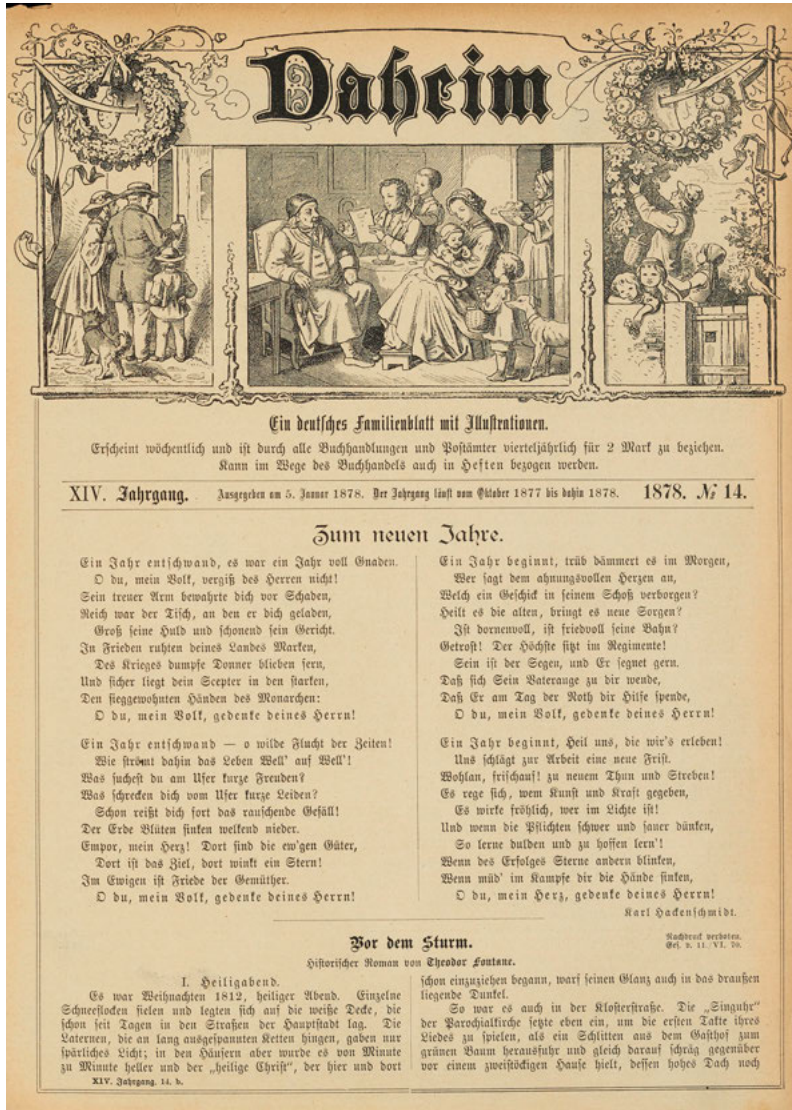 Daheim
Ein deutsches Familienblatt mit Illustrationen.
Erscheint wöchentlich und ist durch alle Buchhandlungen und Postämter vierteljährlich für 2 Mark zu beziehen.
Kann im Wege des Buchhandels auch in Heften bezogen werden.
XIV. Jahrgang. Ausgegeben am 5. Januar 1878. Der Jahrgang läuft vom Oktober 1877 bis dahin 1878. 1878. № 14.
Zum neuen Jahre.
Ein Jahr entschwand, es war ein Jahr voll Gnaden.
O du, mein Volk, vergiß des Herren nicht!
Sein treuer Arm bewahrte dich vor Schaden,
Reich war der Tisch, an den er dich geladen,
Groß seine Huld und schonend sein Gericht.
In Frieden ruhten deines Landes Marken,
Des Krieges dumpfe Donner blieben fern,
Und sicher liegt dein Scepter in den starken,
Den sieggewohnten Händen des Monarchen:
O du, mein Volk, gedenke deines Herrn!
Ein Jahr entschwand — o wilde Flucht der Zeiten!
Wie strömt dahin das Leben Well' auf Well'!
Was suchest du am Ufer kurze Freuden?
Was schrecken dich vom Ufer kurze Leiden?
Schon reißt dich fort das rauschende Gefäll!
Der Erde Blüten sinken welkend nieder.
Empor, mein Herz! Dort sind die ew'gen Güter,
Dort ist das Ziel, dort winkt ein Stern!
Im Ewigen ist Friede der Gemüther.
O du, mein Volk, gedenke deines Herrn!
Ein Jahr beginnt, trüb dämmert es im Morgen,
Wer sagt dem ahnungsvollen Herzen an,
Welch ein Geschick in seinem Schoß verborgen?
Heilt es die alten, bringt es neue Sorgen?
Ist dornenvoll, ist friedvoll seine Bahn?
Getrost! Der Höchste sitzt im Regimente!
Sein ist der Segen, und Er segnet gern.
Daß sich Sein Vaterauge zu dir wende,
Daß Er am Tag der Noth dir Hilfe spende,
O du, mein Volk, gedenke deines Herrn!
Ein Jahr beginnt, Heil uns, die wir's erleben!
Uns schlägt zur Arbeit eine neue Frist.
Wohlan, frischauf! zu neuem Thun und Streben!
Es rege sich, wem Kunst und Kraft gegeben,
Es wirke fröhlich, wer im Lichte ist!
Und wenn die Pflichten schwer und sauer dünken,
So lerne dulden und zu hoffen lern'!
Wenn des Erfolges Sterne andern blinken,
Wenn müd' im Kampfe dir die Hände sinken,
O du, mein Herz, gedenke deines Herrn!
Karl Hackenschmidt.
Vor dem Sturm.
Nachdruck verboten.
Ges. v. 11./VI. 70.
Historischer Roman von Theodor Fontane.
I. Heiligabend.
Es war Weihnachten 1812, heiliger Abend. Einzelne
Schneeflocken fielen und legten sich auf die weiße Decke, die
schon seit Tagen in den Straßen der Hauptstadt lag. Die
Laternen, die an lang ausgespannten Ketten hingen, gaben nur
spärliches Licht; in den Häusern aber wurde es von Minute
zu Minute heller und der „heilige Christ", der hier und dort
XIV. Jahrgang. 14. b.
schon einzuziehen begann, warf seinen Glanz auch in das draußen
liegende Dunkel.
So war es auch in der Klosterstraße. Die „Singuhr"
der Parochialkirche setzte eben ein, um die ersten Takte ihres
Liedes zu spielen, als ein Schlitten aus dem Gasthof zum
grünen Baum herausfuhr und gleich darauf schräg gegenüber
vor einem zweistöckigen Hause hielt, dessen hohes Dach noch